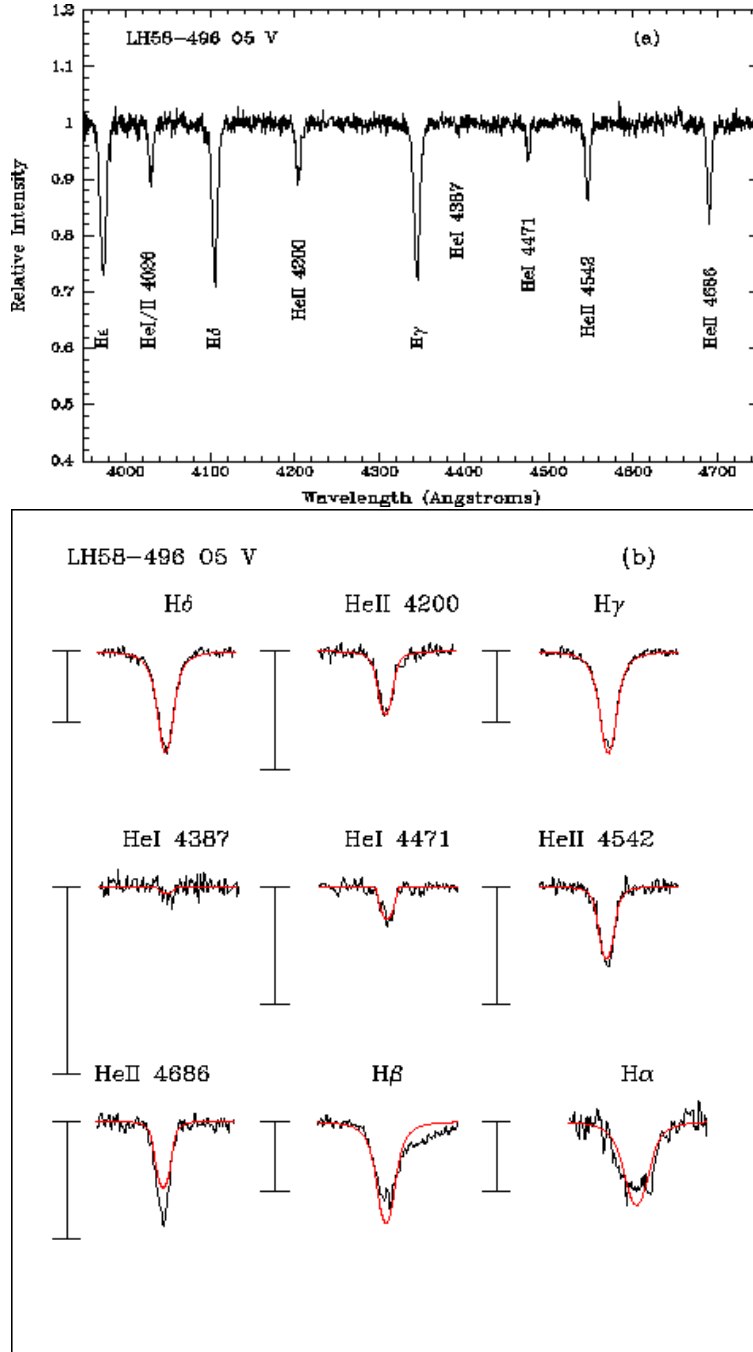 1.2
LH58-496 O5 V (a)
1.1
1
0.9
0.8
0.7
0.6
0.5
0.4
Relative Intensity
Hε
HeI/II 4026
Hδ
HeII 4200
Hγ
HeI 4387
HeI 4471
HeII 4542
HeII 4686
4000 4100 4200 4300 4400 4500 4600 4700
Wavelength (Angstroms)
LH58-496 O5 V (b)
Hδ HeII 4200 Hγ
HeI 4387 HeI 4471 HeII 4542
HeII 4686 Hβ Hα